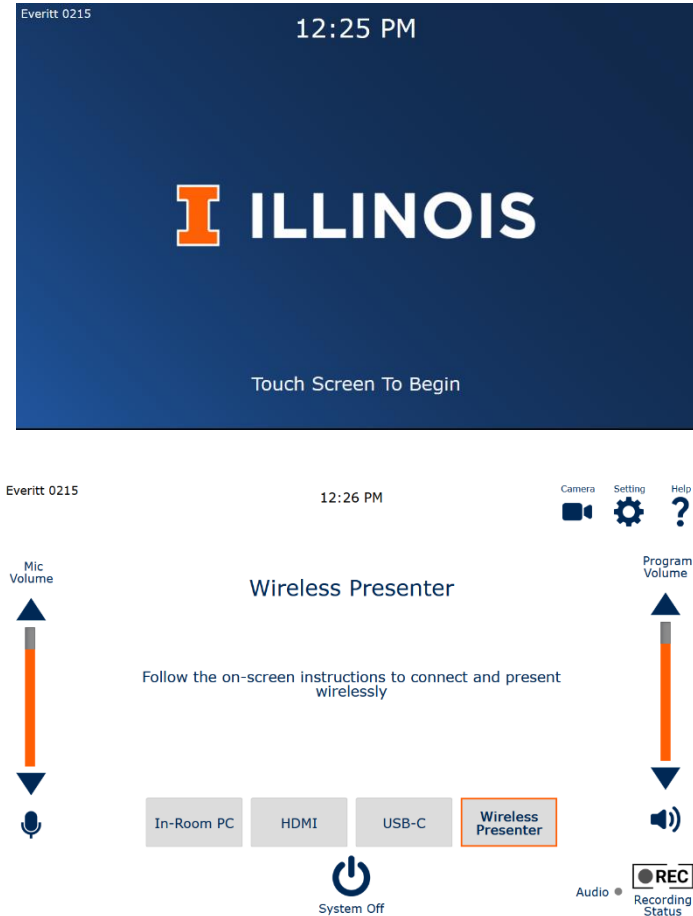 Everitt 0215
12:25 PM
I ILLINOIS
Touch Screen To Begin
Everitt 0215
12:26 PM
Camera
Setting
Help
?
Mic
Volume
Wireless Presenter
Program
Volume
Follow the on-screen instructions to connect and present
wirelessly
In-Room PC
HDMI
USB-C
Wireless
Presenter
System Off
Audio
REC
Recording
Status